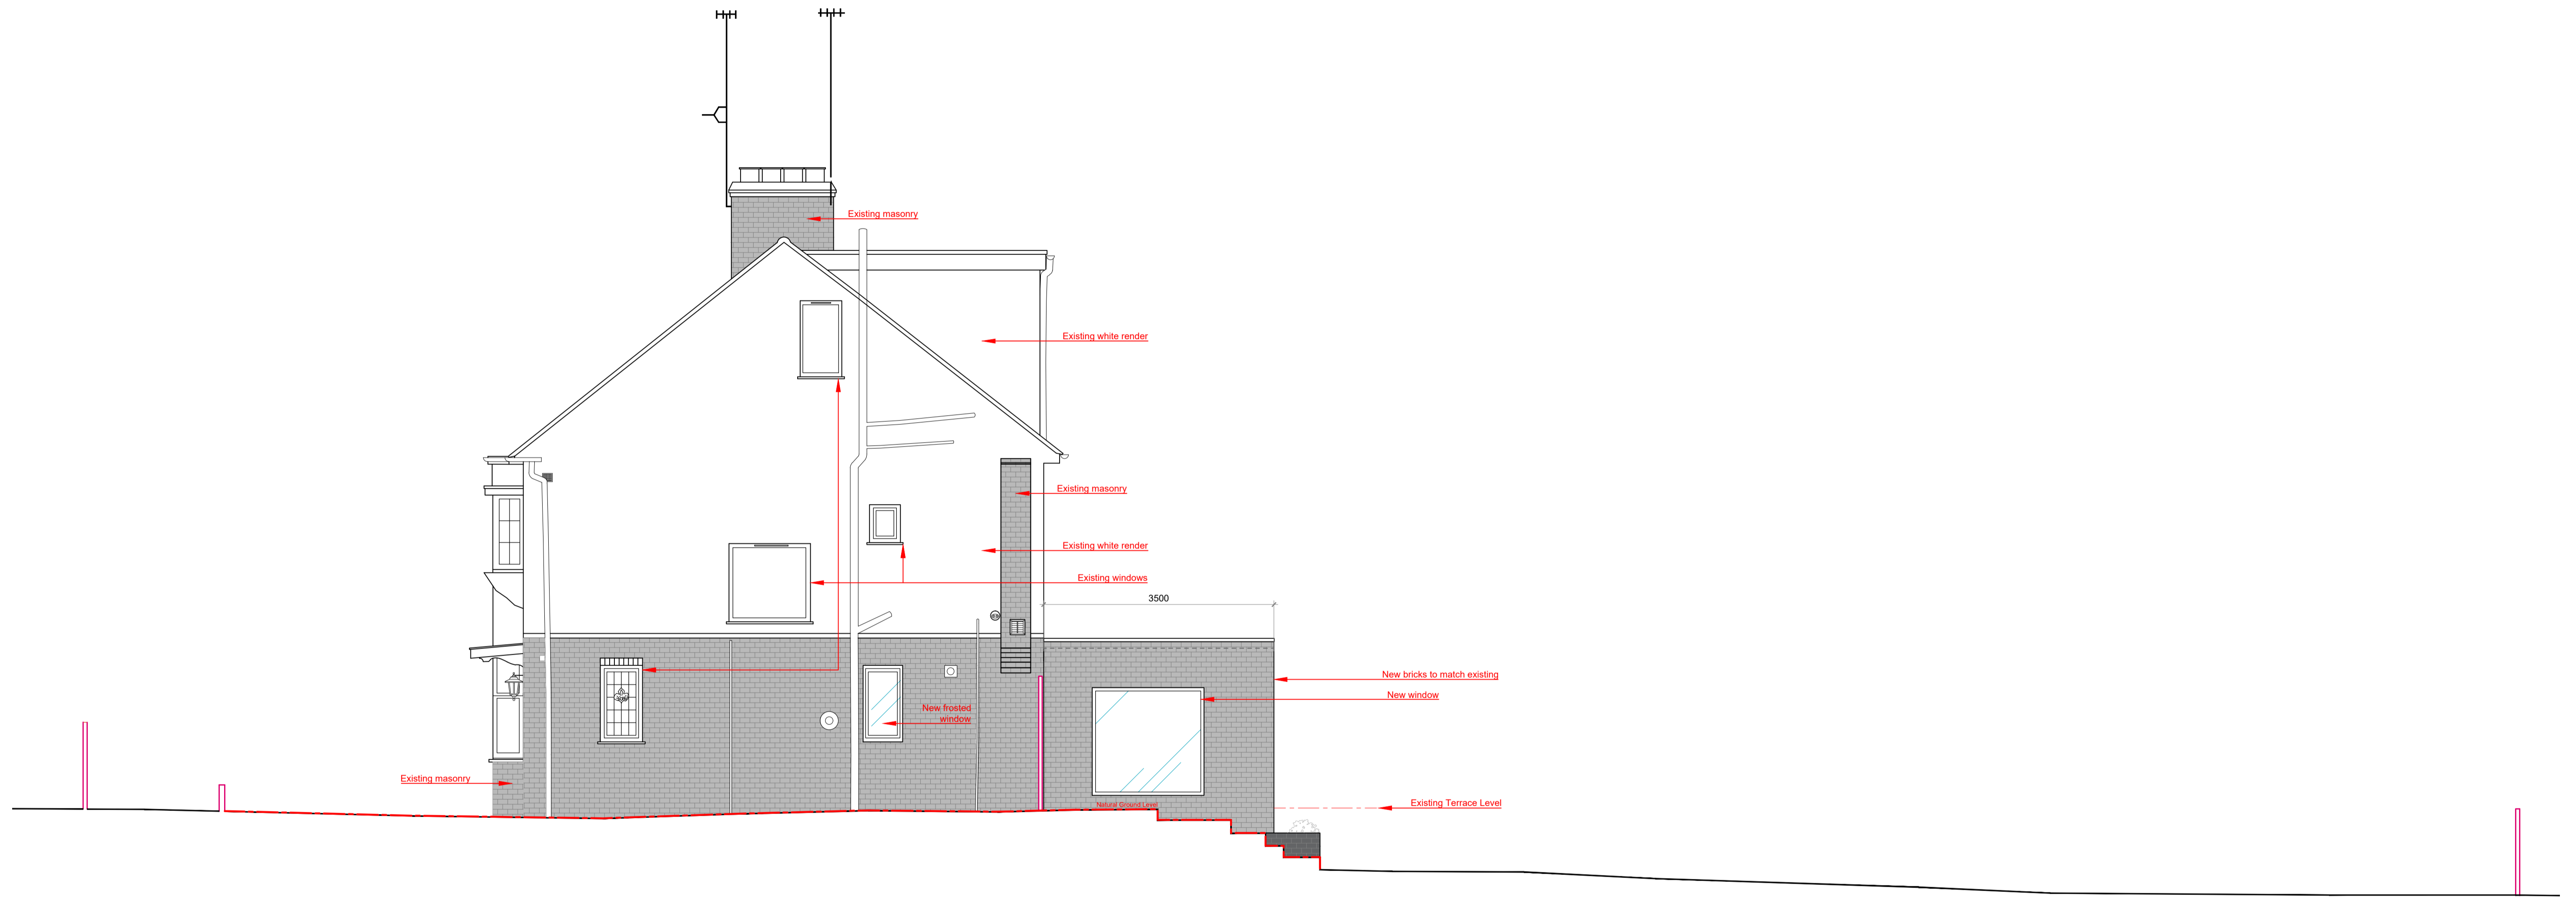 Existing masonry
Existing white render
Existing masonry
Existing white render
Existing windows
3500
New bricks to match existing
New window
New frosted
window
Existing masonry
Natural Ground Level
Existing Terrace Level